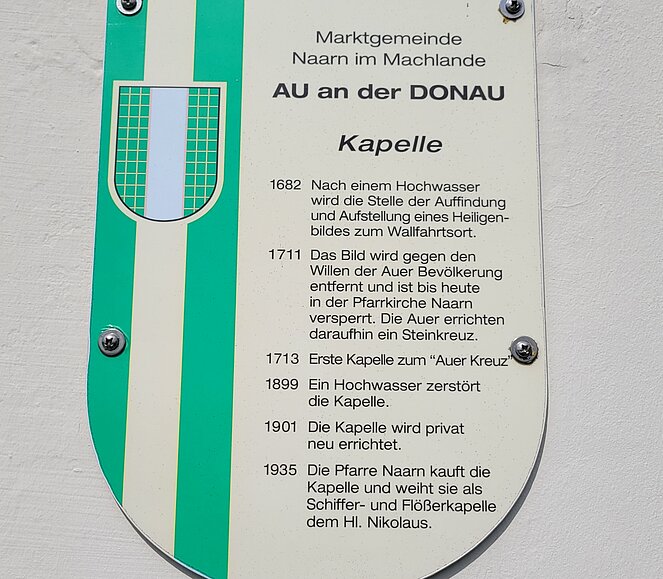 Marktgemeinde
Naarn im Machlande
AU an der DONAU
Kapelle
1682 Nach einem Hochwasser
wird die Stelle der Auffindung
und Aufstellung eines Heiligen-
bildes zum Wallfahrtsort.
1711 Das Bild wird gegen den
Willen der Auer Bevölkerung
entfernt und ist bis heute
in der Pfarrkirche Naarn
versperrt. Die Auer errichten
daraufhin ein Steinkreuz.
1713 Erste Kapelle zum “Auer Kreuz”
1899 Ein Hochwasser zerstört
die Kapelle.
1901 Die Kapelle wird privat
neu errichtet.
1935 Die Pfarre Naarn kauft die
Kapelle und weiht sie als
Schiffer- und Flößerkapelle
dem Hl. Nikolaus.